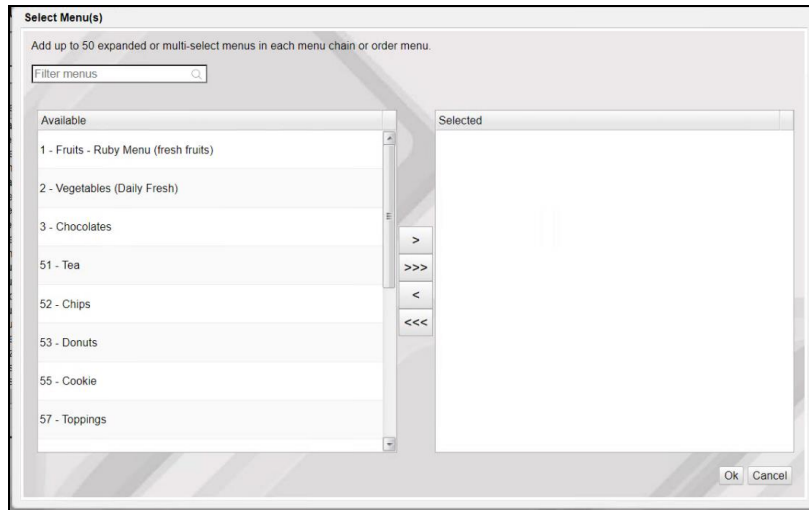 Select Menu(s)
Add up to 50 expanded or multi-select menus in each menu chain or order menu.
Filter menus
Available
Selected
1 - Fruits - Ruby Menu (fresh fruits)
2 - Vegetables (Daily Fresh)
3 - Chocolates
51 - Tea
52 - Chips
53 - Donuts
55 - Cookie
57 - Toppings
>
>>>
<
<<<
Ok Cancel